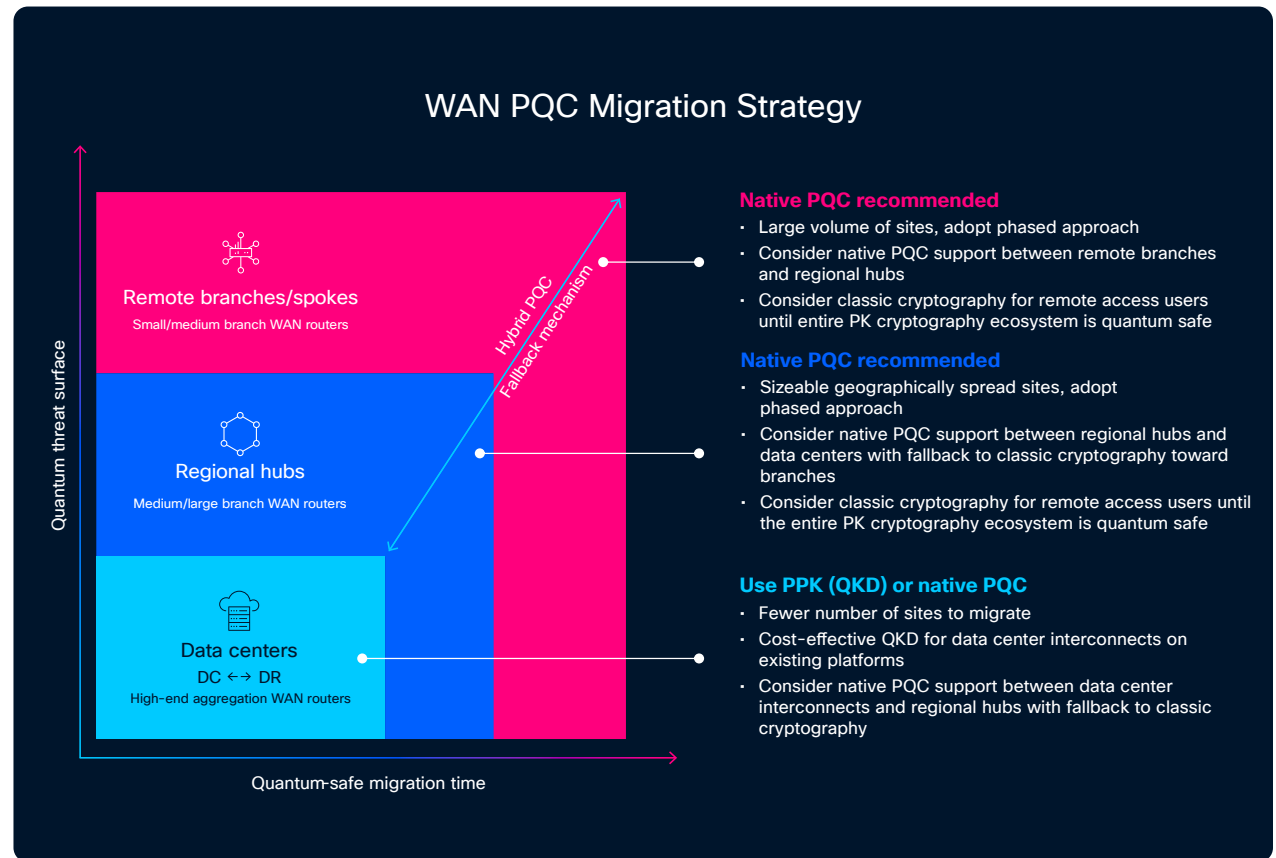 WAN PQC Migration Strategy
Quantum threat surface
Remote branches/spokes
Small/medium branch WAN routers
Hybrid PQC
Fallback mechanism
Regional hubs
Medium/large branch WAN routers
Data centers
DC ←→ DR
High-end aggregation WAN routers
Quantum-safe migration time
Native PQC recommended
· Large volume of sites, adopt phased approach
· Consider native PQC support between remote branches
and regional hubs
· Consider classic cryptography for remote access users
until entire PK cryptography ecosystem is quantum safe
Native PQC recommended
· Sizeable geographically spread sites, adopt
phased approach
· Consider native PQC support between regional hubs and
data centers with fallback to classic cryptography toward
branches
· Consider classic cryptography for remote access users until
the entire PK cryptography ecosystem is quantum safe
Use PPK (QKD) or native PQC
· Fewer number of sites to migrate
· Cost-effective QKD for data center interconnects on
existing platforms
· Consider native PQC support between data center
interconnects and regional hubs with fallback to classic
cryptography